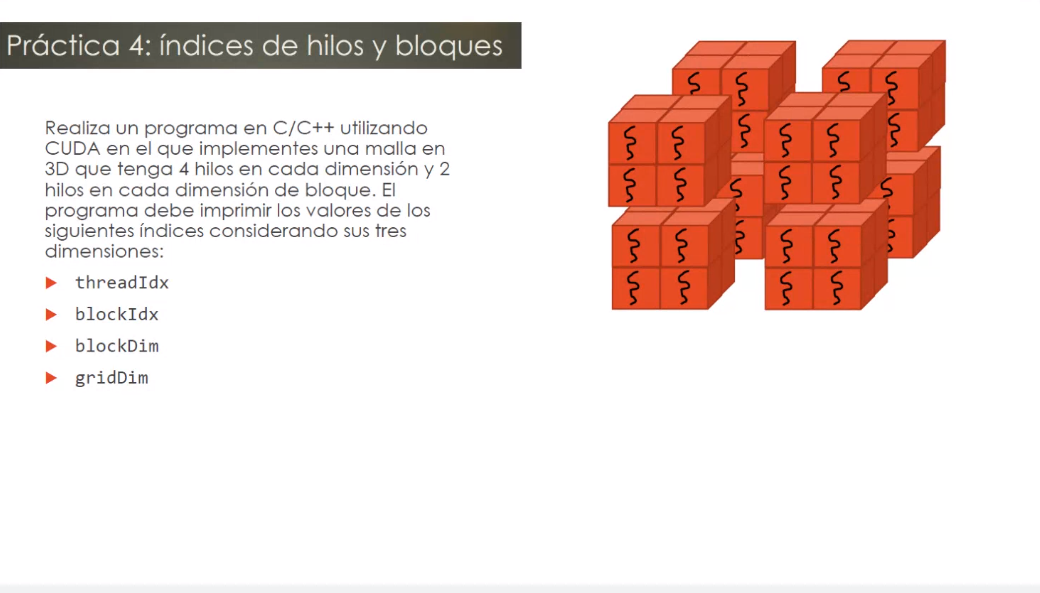 Práctica 4: índices de hilos y bloques
Realiza un programa en C/C++ utilizando
CUDA en el que implementes una malla en
3D que tenga 4 hilos en cada dimensión y 2
hilos en cada dimensión de bloque. El
programa debe imprimir los valores de los
siguientes índices considerando sus tres
dimensiones:
threadIdx
blockIdx
blockDim
gridDim